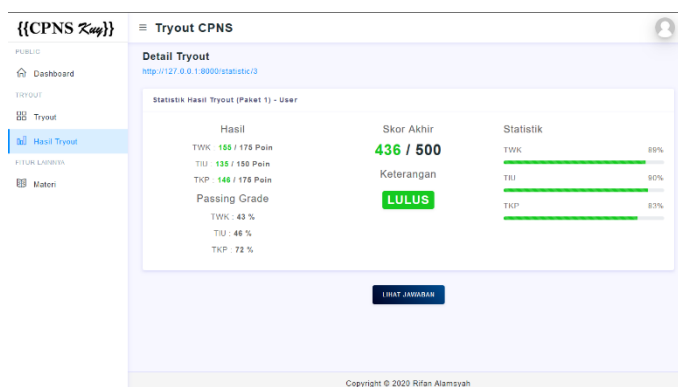 {{CPNS Kuy}}
PUBLIC
Dashboard
TRYOUT
Tryout
Hasil Tryout
FITUR LAINNYA
Materi
Tryout CPNS
Detail Tryout
http://127.0.0.1:8000/statistic/3
Statistik Hasil Tryout (Paket 1) - User
Hasil
TWK : 155 / 175 Poin
TIU : 135 / 150 Poin
TKP : 146 / 175 Poin
Passing Grade
TWK : 43 %
TIU : 46 %
TKP : 72 %
Skor Akhir
436 / 500
Keterangan
LULUS
Statistik
TWK 89%
TIU 90%
TKP 83%
LIHAT JAWABAN
Copyright © 2020 Rifan Alamsyah